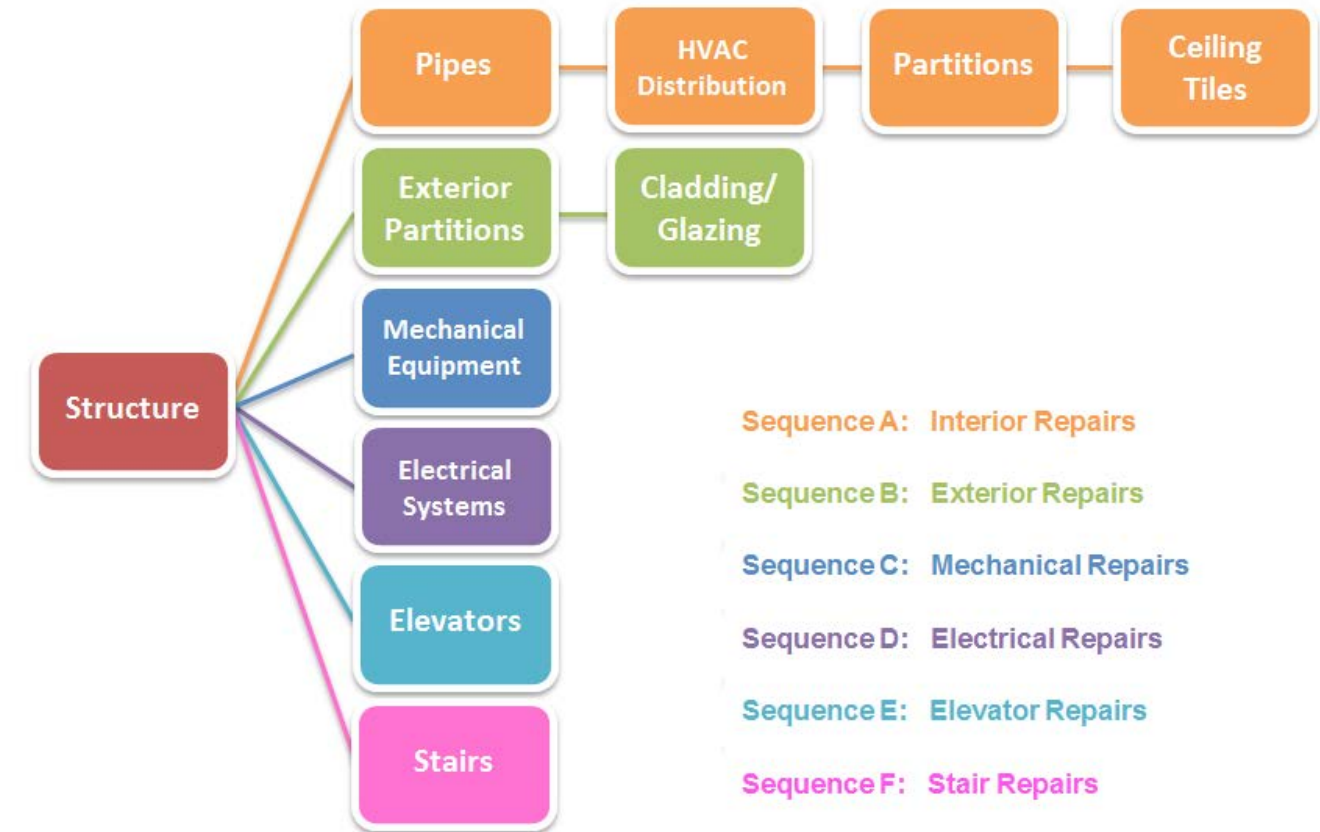 Pipes
HVAC
Distribution
Partitions
Ceiling
Tiles
Exterior
Partitions
Cladding/
Glazing
Mechanical
Equipment
Structure
Electrical
Systems
Elevators
Stairs
Sequence A: Interior Repairs
Sequence B: Exterior Repairs
Sequence C: Mechanical Repairs
Sequence D: Electrical Repairs
Sequence E: Elevator Repairs
Sequence F: Stair Repairs